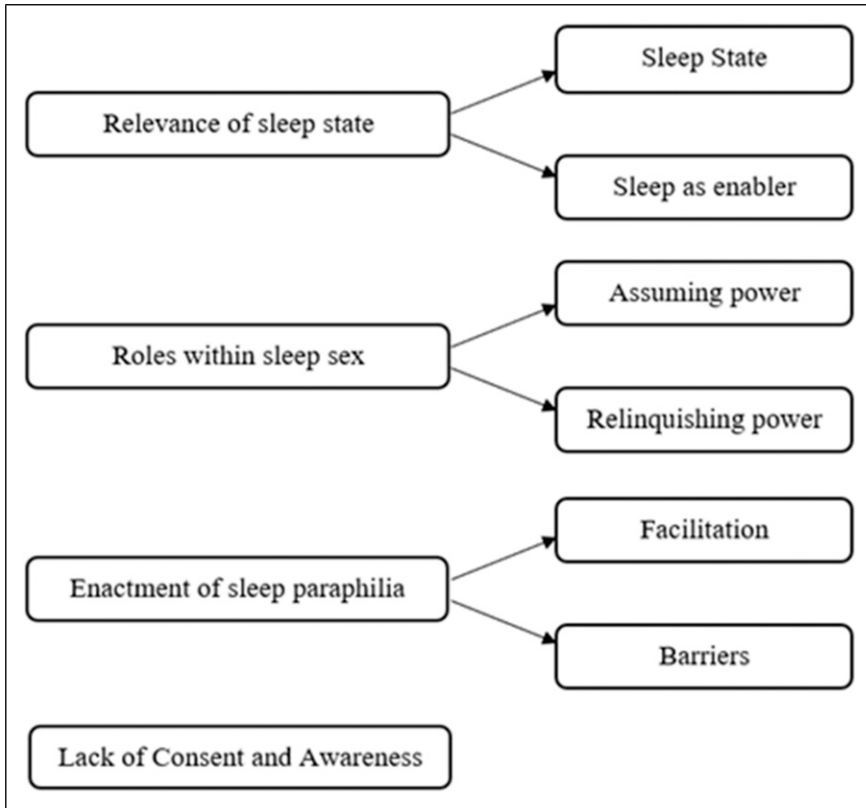 Relevance of sleep state
Sleep State
Sleep as enabler
Roles within sleep sex
Assuming power
Relinquishing power
Enactment of sleep paraphilia
Facilitation
Barriers
Lack of Consent and Awareness